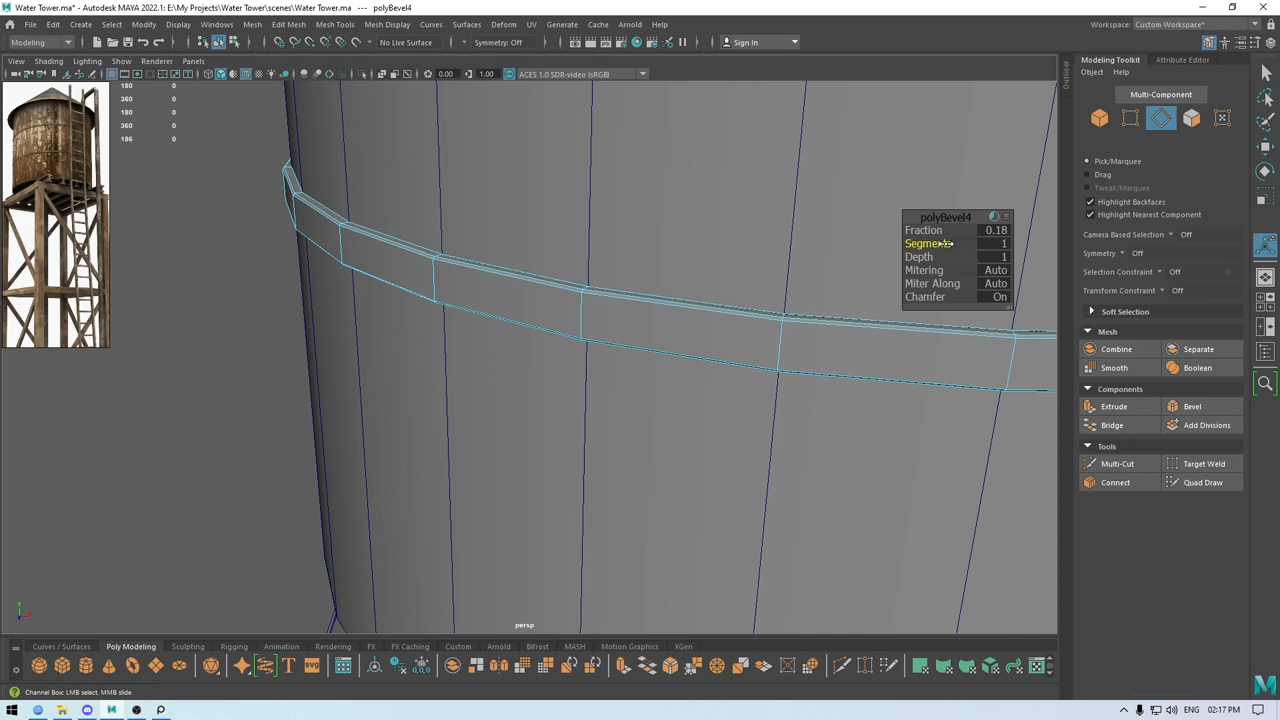 Water Tower.ma* - Autodesk MAYA 2022.1: E:\My Projects\Water Tower\scenes\Water Tower.ma   ---   polyBevel4
File Edit Create Select Modify Display Windows Mesh Edit Mesh Mesh Tools Mesh Display Curves Surfaces Deform UV Generate Cache Arnold Help
Workspace: Custom Workspace*
Modeling No Live Surface Symmetry: Off Sign In
View Shading Lighting Show Renderer Panels
0.00 1.00 ACES 1.0 SDR-video (sRGB)
180 0
360 0
180 0
360 0
186 0
polyBevel4
Fraction 0.18
Segments 1
Depth 1
Mitering Auto
Miter Along Auto
Chamfer On
persp
Outliner
Modeling Toolkit Attribute Editor
Object Help
Multi-Component
Pick/Marquee
Drag
Tweak/Marquee
Highlight Backfaces
Highlight Nearest Component
Camera Based Selection Off
Symmetry Off
Selection Constraint Off 0
Transform Constraint Off
Soft Selection
Mesh
Combine Separate
Smooth Boolean
Components
Extrude Bevel
Bridge Add Divisions
Tools
Multi-Cut Target Weld
Connect Quad Draw
Curves / Surfaces Poly Modeling Sculpting Rigging Animation Rendering FX FX Caching Custom Arnold Bifrost MASH Motion Graphics XGen
SVG
0,0,0
Channel Box: LMB select, MMB slide
ENG 02:17 PM